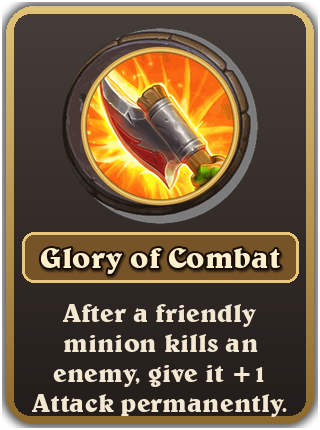 Glory of Combat
After a friendly
minion kills an
enemy, give it +1
Attack permanently.